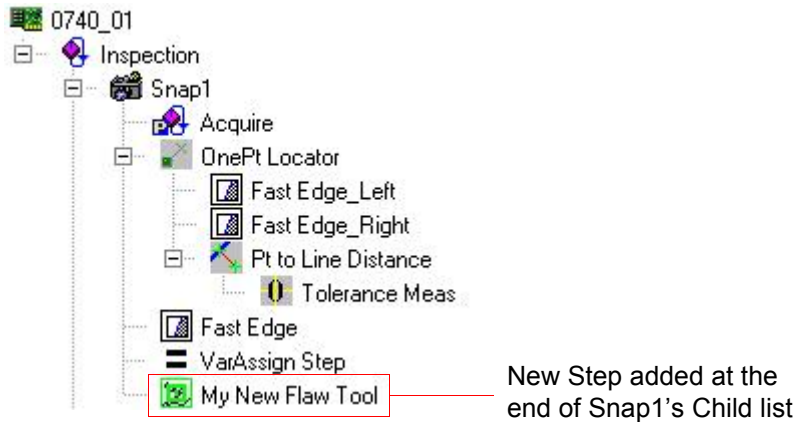 0740_01
Inspection
Snap1
Acquire
OnePt Locator
Fast Edge_Left
Fast Edge_Right
Pt to Line Distance
Tolerance Meas
Fast Edge
VarAssign Step
My New Flaw Tool
New Step added at the
end of Snap1's Child list